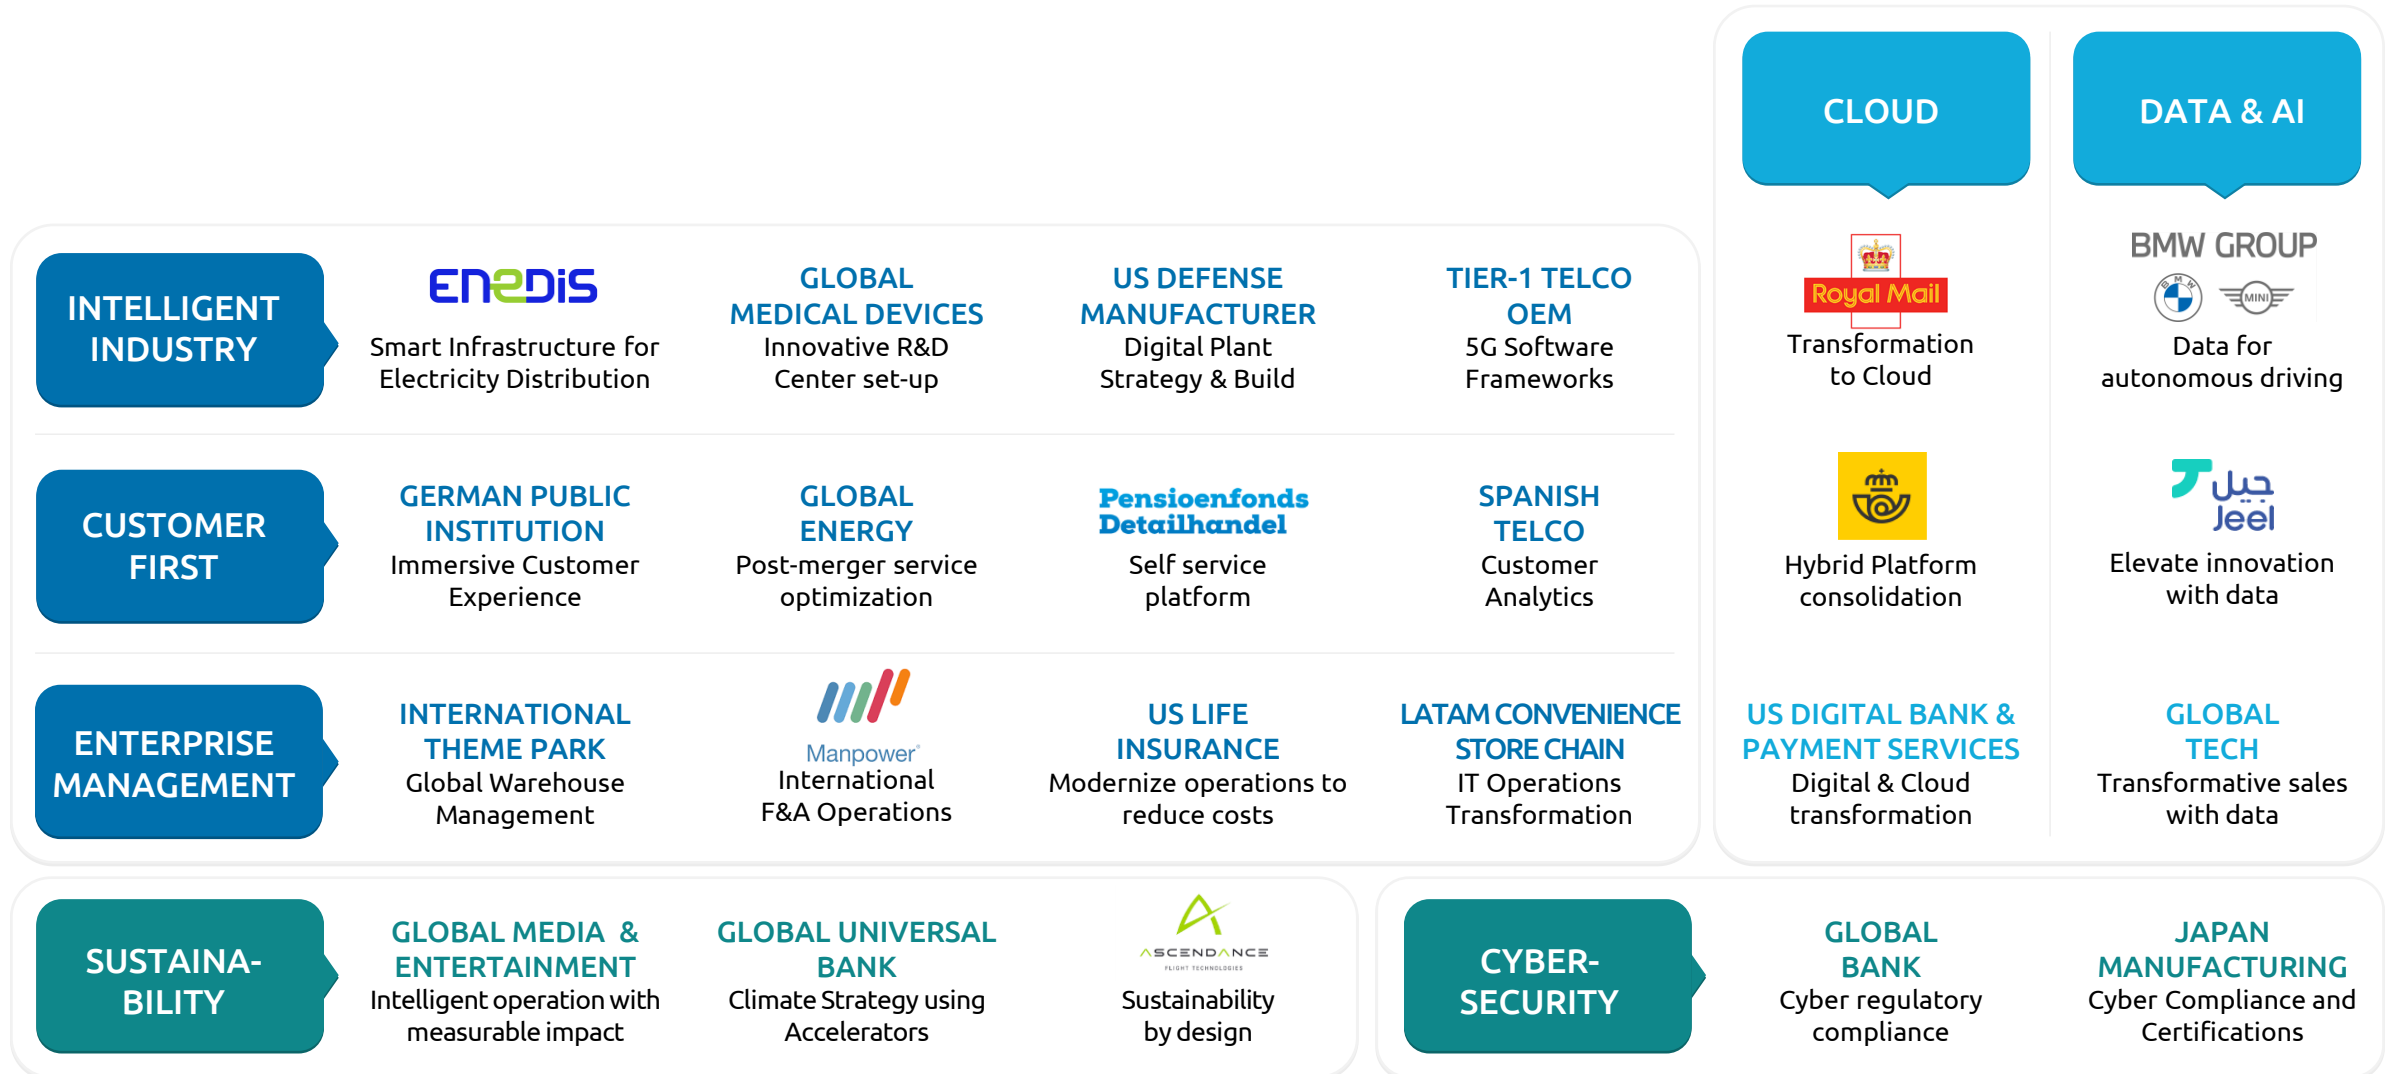 CLOUD
DATA & AI
INTELLIGENT
INDUSTRY
enedis
Smart Infrastructure for
Electricity Distribution
GLOBAL
MEDICAL DEVICES
Innovative R&D
Center set-up
US DEFENSE
MANUFACTURER
Digital Plant
Strategy & Build
TIER-1 TELCO
OEM
5G Software
Frameworks
Royal Mail
Transformation
to Cloud
BMW GROUP
BMW
MINI
Data for
autonomous driving
CUSTOMER
FIRST
GERMAN PUBLIC
INSTITUTION
Immersive Customer
Experience
GLOBAL
ENERGY
Post-merger service
optimization
Pensioenfonds
Detailhandel
Self service
platform
SPANISH
TELCO
Customer
Analytics
Hybrid Platform
consolidation
جيل
Jeel
Elevate innovation
with data
ENTERPRISE
MANAGEMENT
INTERNATIONAL
THEME PARK
Global Warehouse
Management
Manpower®
International
F&A Operations
US LIFE
INSURANCE
Modernize operations to
reduce costs
LATAM CONVENIENCE
STORE CHAIN
IT Operations
Transformation
US DIGITAL BANK &
PAYMENT SERVICES
Digital & Cloud
transformation
GLOBAL
TECH
Transformative sales
with data
SUSTAINA-
BILITY
GLOBAL MEDIA &
ENTERTAINMENT
Intelligent operation with
measurable impact
GLOBAL UNIVERSAL
BANK
Climate Strategy using
Accelerators
ASCENDANCE
FLIGHT TECHNOLOGIES
Sustainability
by design
CYBER-
SECURITY
GLOBAL
BANK
Cyber regulatory
compliance
JAPAN
MANUFACTURING
Cyber Compliance and
Certifications